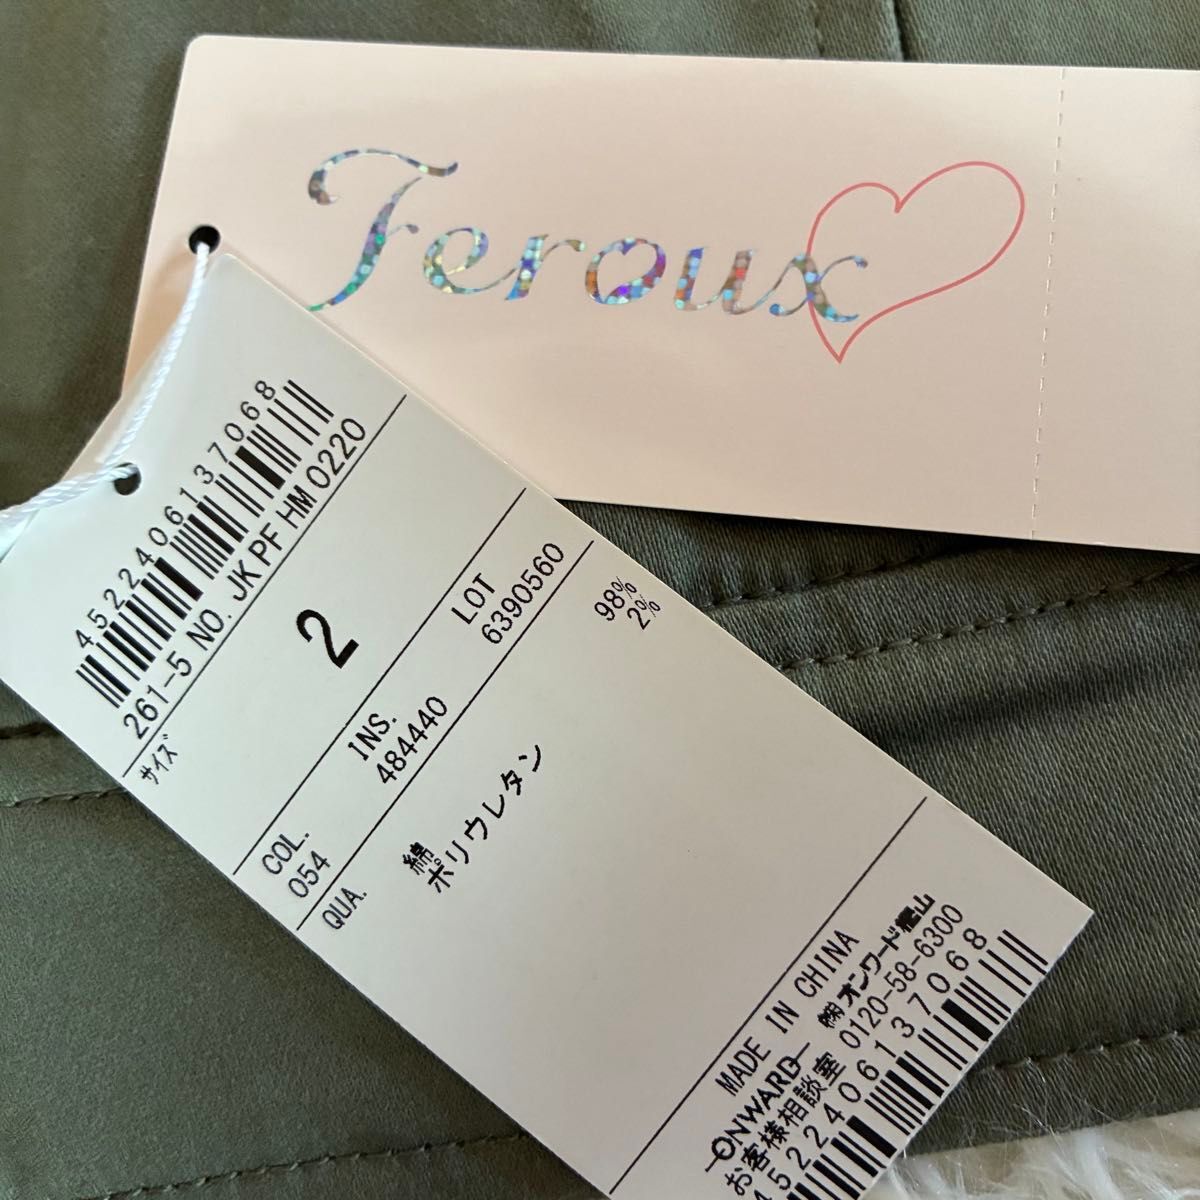 Feroux
4522406137068
261-5 NO. JK PF HM 0220
サイズ
2
COL. INS. LOT
054 484440 6390560
QUA.
綿 98%
ポリウレタン 2%
MADE IN CHINA
ONWARD ㈱オンワード樫山
お客様相談室 0120-58-6300
4522406137068